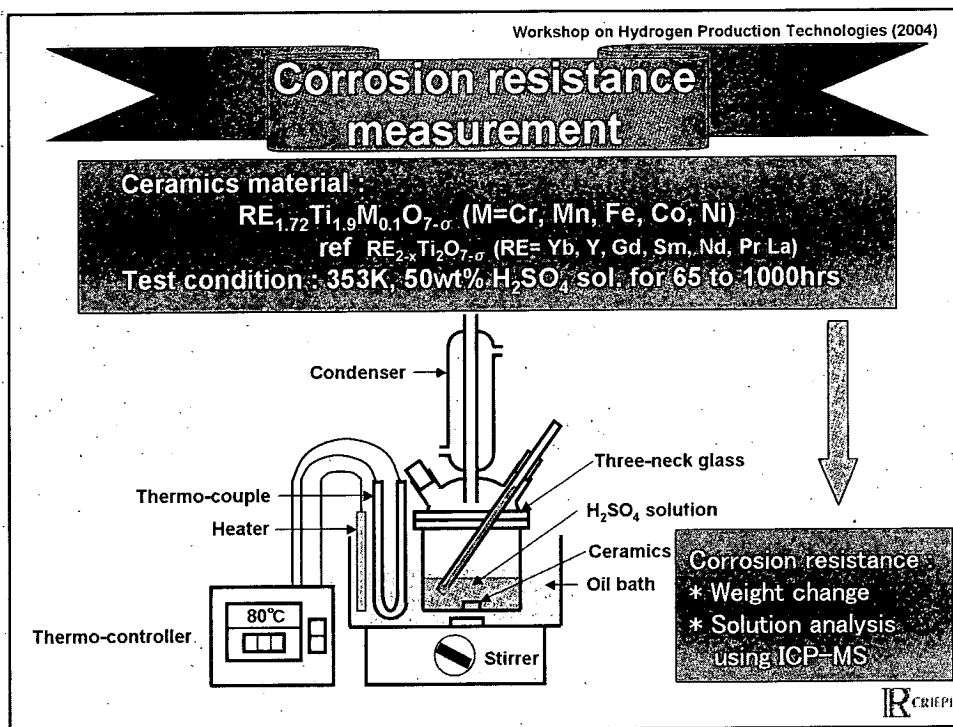 Workshop on Hydrogen Production Technologies (2004)
Corrosion resistance
measurement
Ceramics material :
RE₁.₇₂Ti₁.₉M₀.₁O₇₋σ (M=Cr, Mn, Fe, Co, Ni)
ref RE₂₋ₓTi₂O₇₋σ (RE= Yb, Y, Gd, Sm, Nd, Pr La)
Test condition : 353K, 50wt% H₂SO₄ sol. for 65 to 1000hrs
Condenser
Three-neck glass
Thermo-couple
H₂SO₄ solution
Heater
Ceramics
Oil bath
80°C
Thermo-controller
Stirrer
Corrosion resistance :
* Weight change
* Solution analysis
using ICP-MS
R CRIEPI